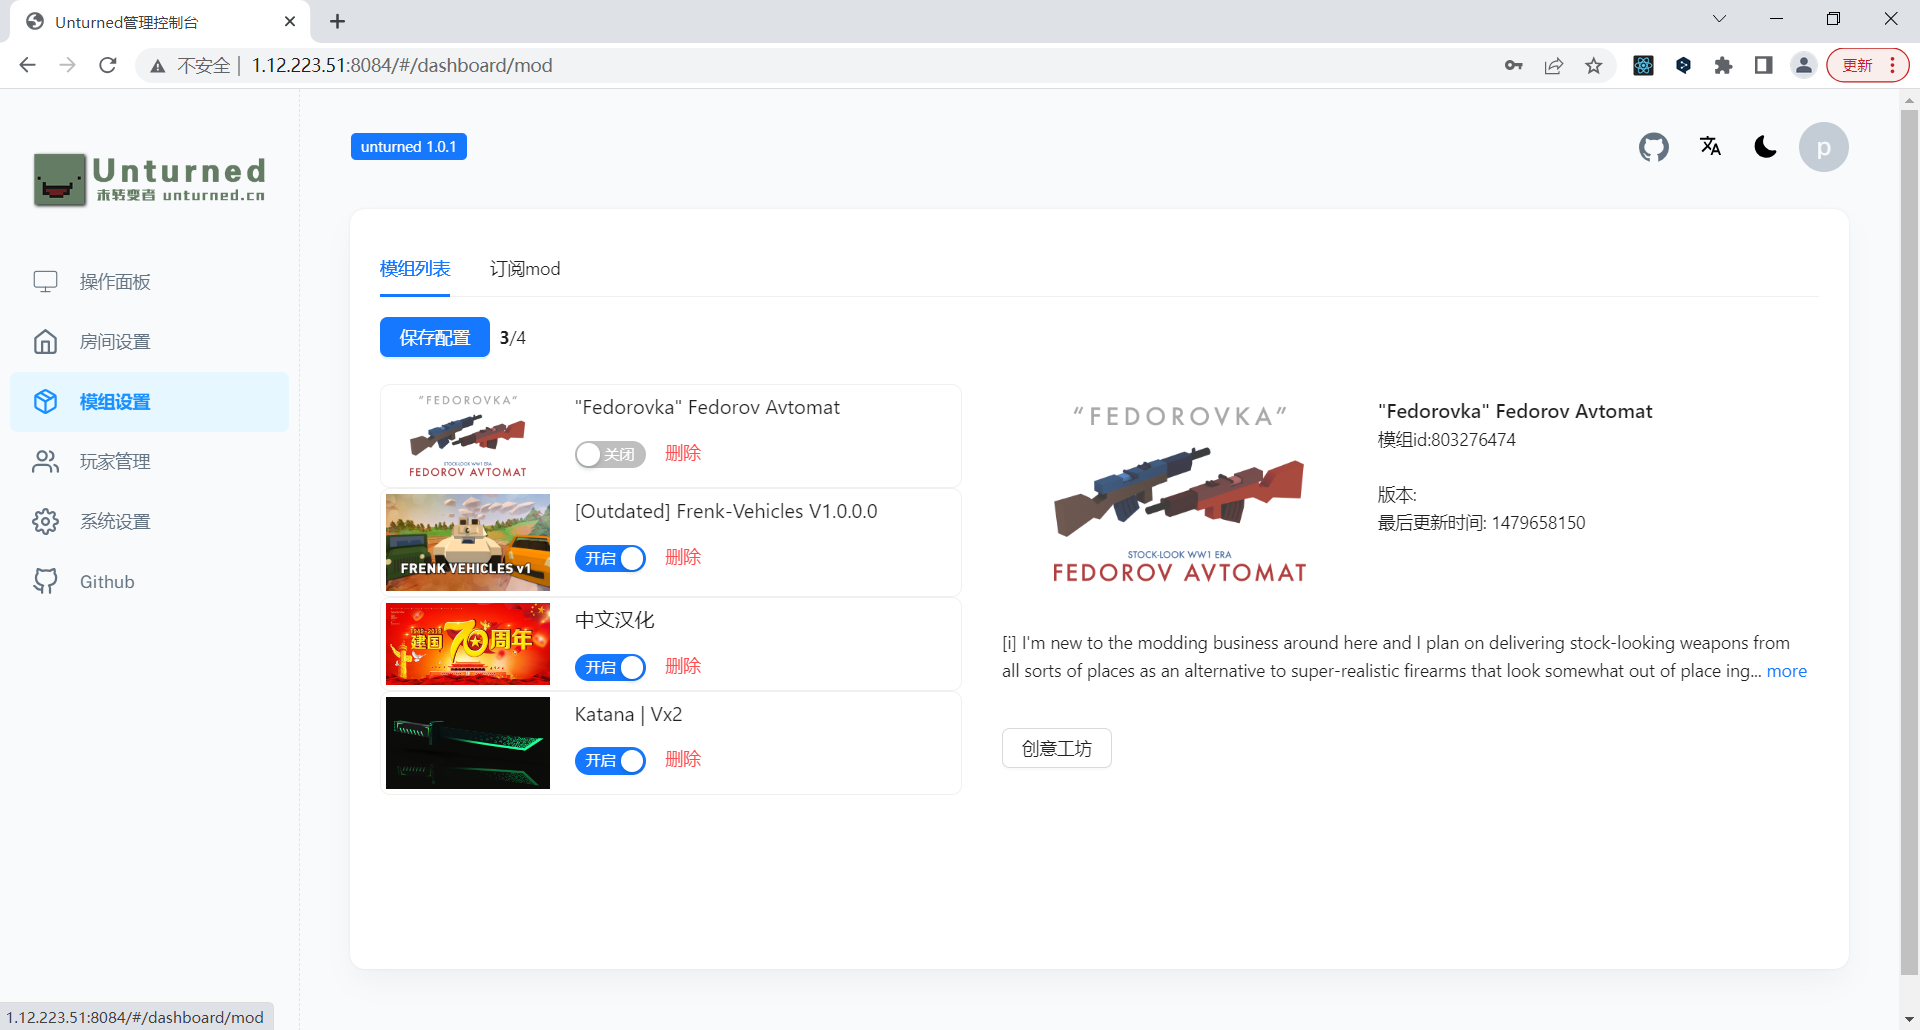 Unturned管理控制台
不安全
1.12.223.51:8084/#/dashboard/mod
更新
Unturned
未转变者 unturned.cn
unturned 1.0.1
p
操作面板
房间设置
模组设置
玩家管理
系统设置
Github
模组列表
订阅mod
保存配置
3/4
"FEDOROVKA"
STOCK-LOOK WW1 ERA
FEDOROV AVTOMAT
"Fedorovka" Fedorov Avtomat
关闭
删除
FRENK VEHICLES v1
[Outdated] Frenk-Vehicles V1.0.0.0
开启
删除
建国70周年
中文汉化
开启
删除
Katana | Vx2
开启
删除
"FEDOROVKA"
STOCK-LOOK WW1 ERA
FEDOROV AVTOMAT
"Fedorovka" Fedorov Avtomat
模组id:803276474
版本:
最后更新时间: 1479658150
[i] I'm new to the modding business around here and I plan on delivering stock-looking weapons from
all sorts of places as an alternative to super-realistic firearms that look somewhat out of place ing... more
创意工坊
1.12.223.51:8084/#/dashboard/mod